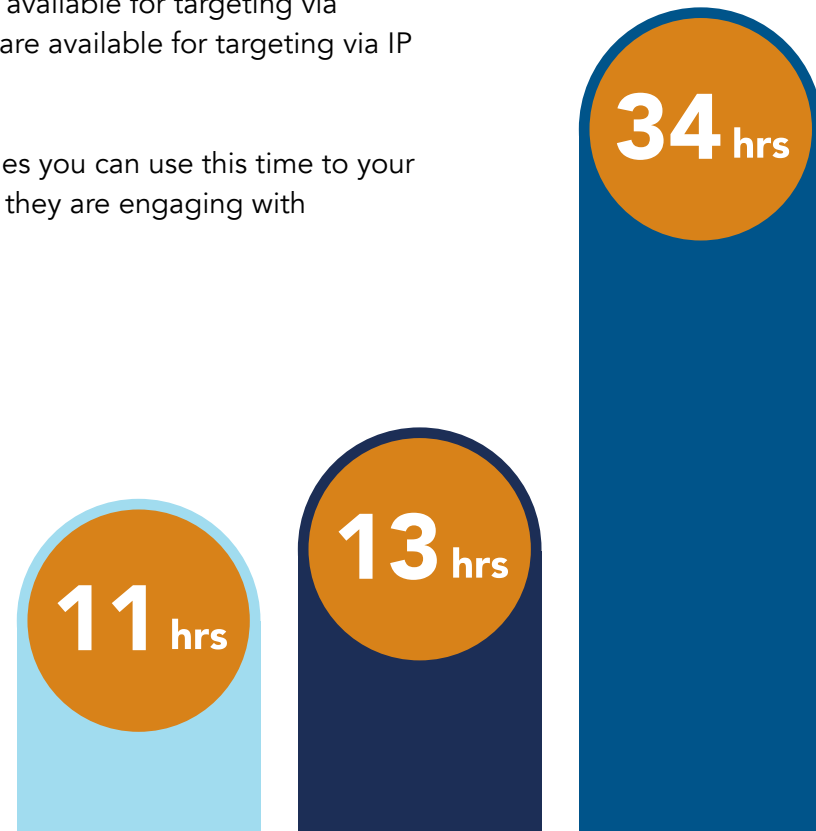 available for targeting via
are available for targeting via IP
es you can use this time to your
they are engaging with
34 hrs
13 hrs
11 hrs